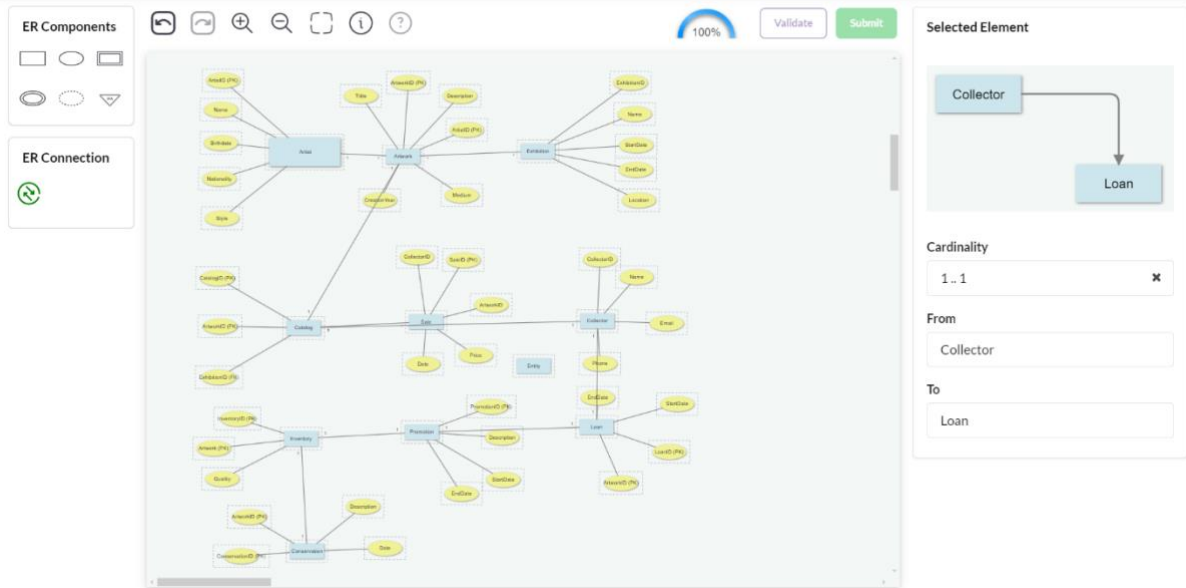 ER Components
ER Connection
100%
Validate
Submit
ArtistID (PK)
Name
Birthdate
Nationality
Style
Artist
Title
ArtworkID (PK)
Description
ArtistID (PK)
Medium
Artwork
ExhibitionID
Name
StartDate
EndDate
Location
Exhibition
CatalogID (PK)
ArtworkID (PK)
ExhibitionID (PK)
Catalog
CollectorID
SaleID (PK)
ArtworkID
Price
Date
Sale
CollectorID
Name
Email
Phone
Collector
Entity
InventoryID (PK)
Artwork (PK)
Quality
Inventory
PromotionID (PK)
Description
StartDate
EndDate
Promotion
EndDate
StartDate
LoanID (PK)
ArtworkID (PK)
Loan
ArtworkID (PK)
Description
ConservationID (PK)
Date
Conservation
Selected Element
Collector
Loan
Cardinality
1 .. 1
From
Collector
To
Loan